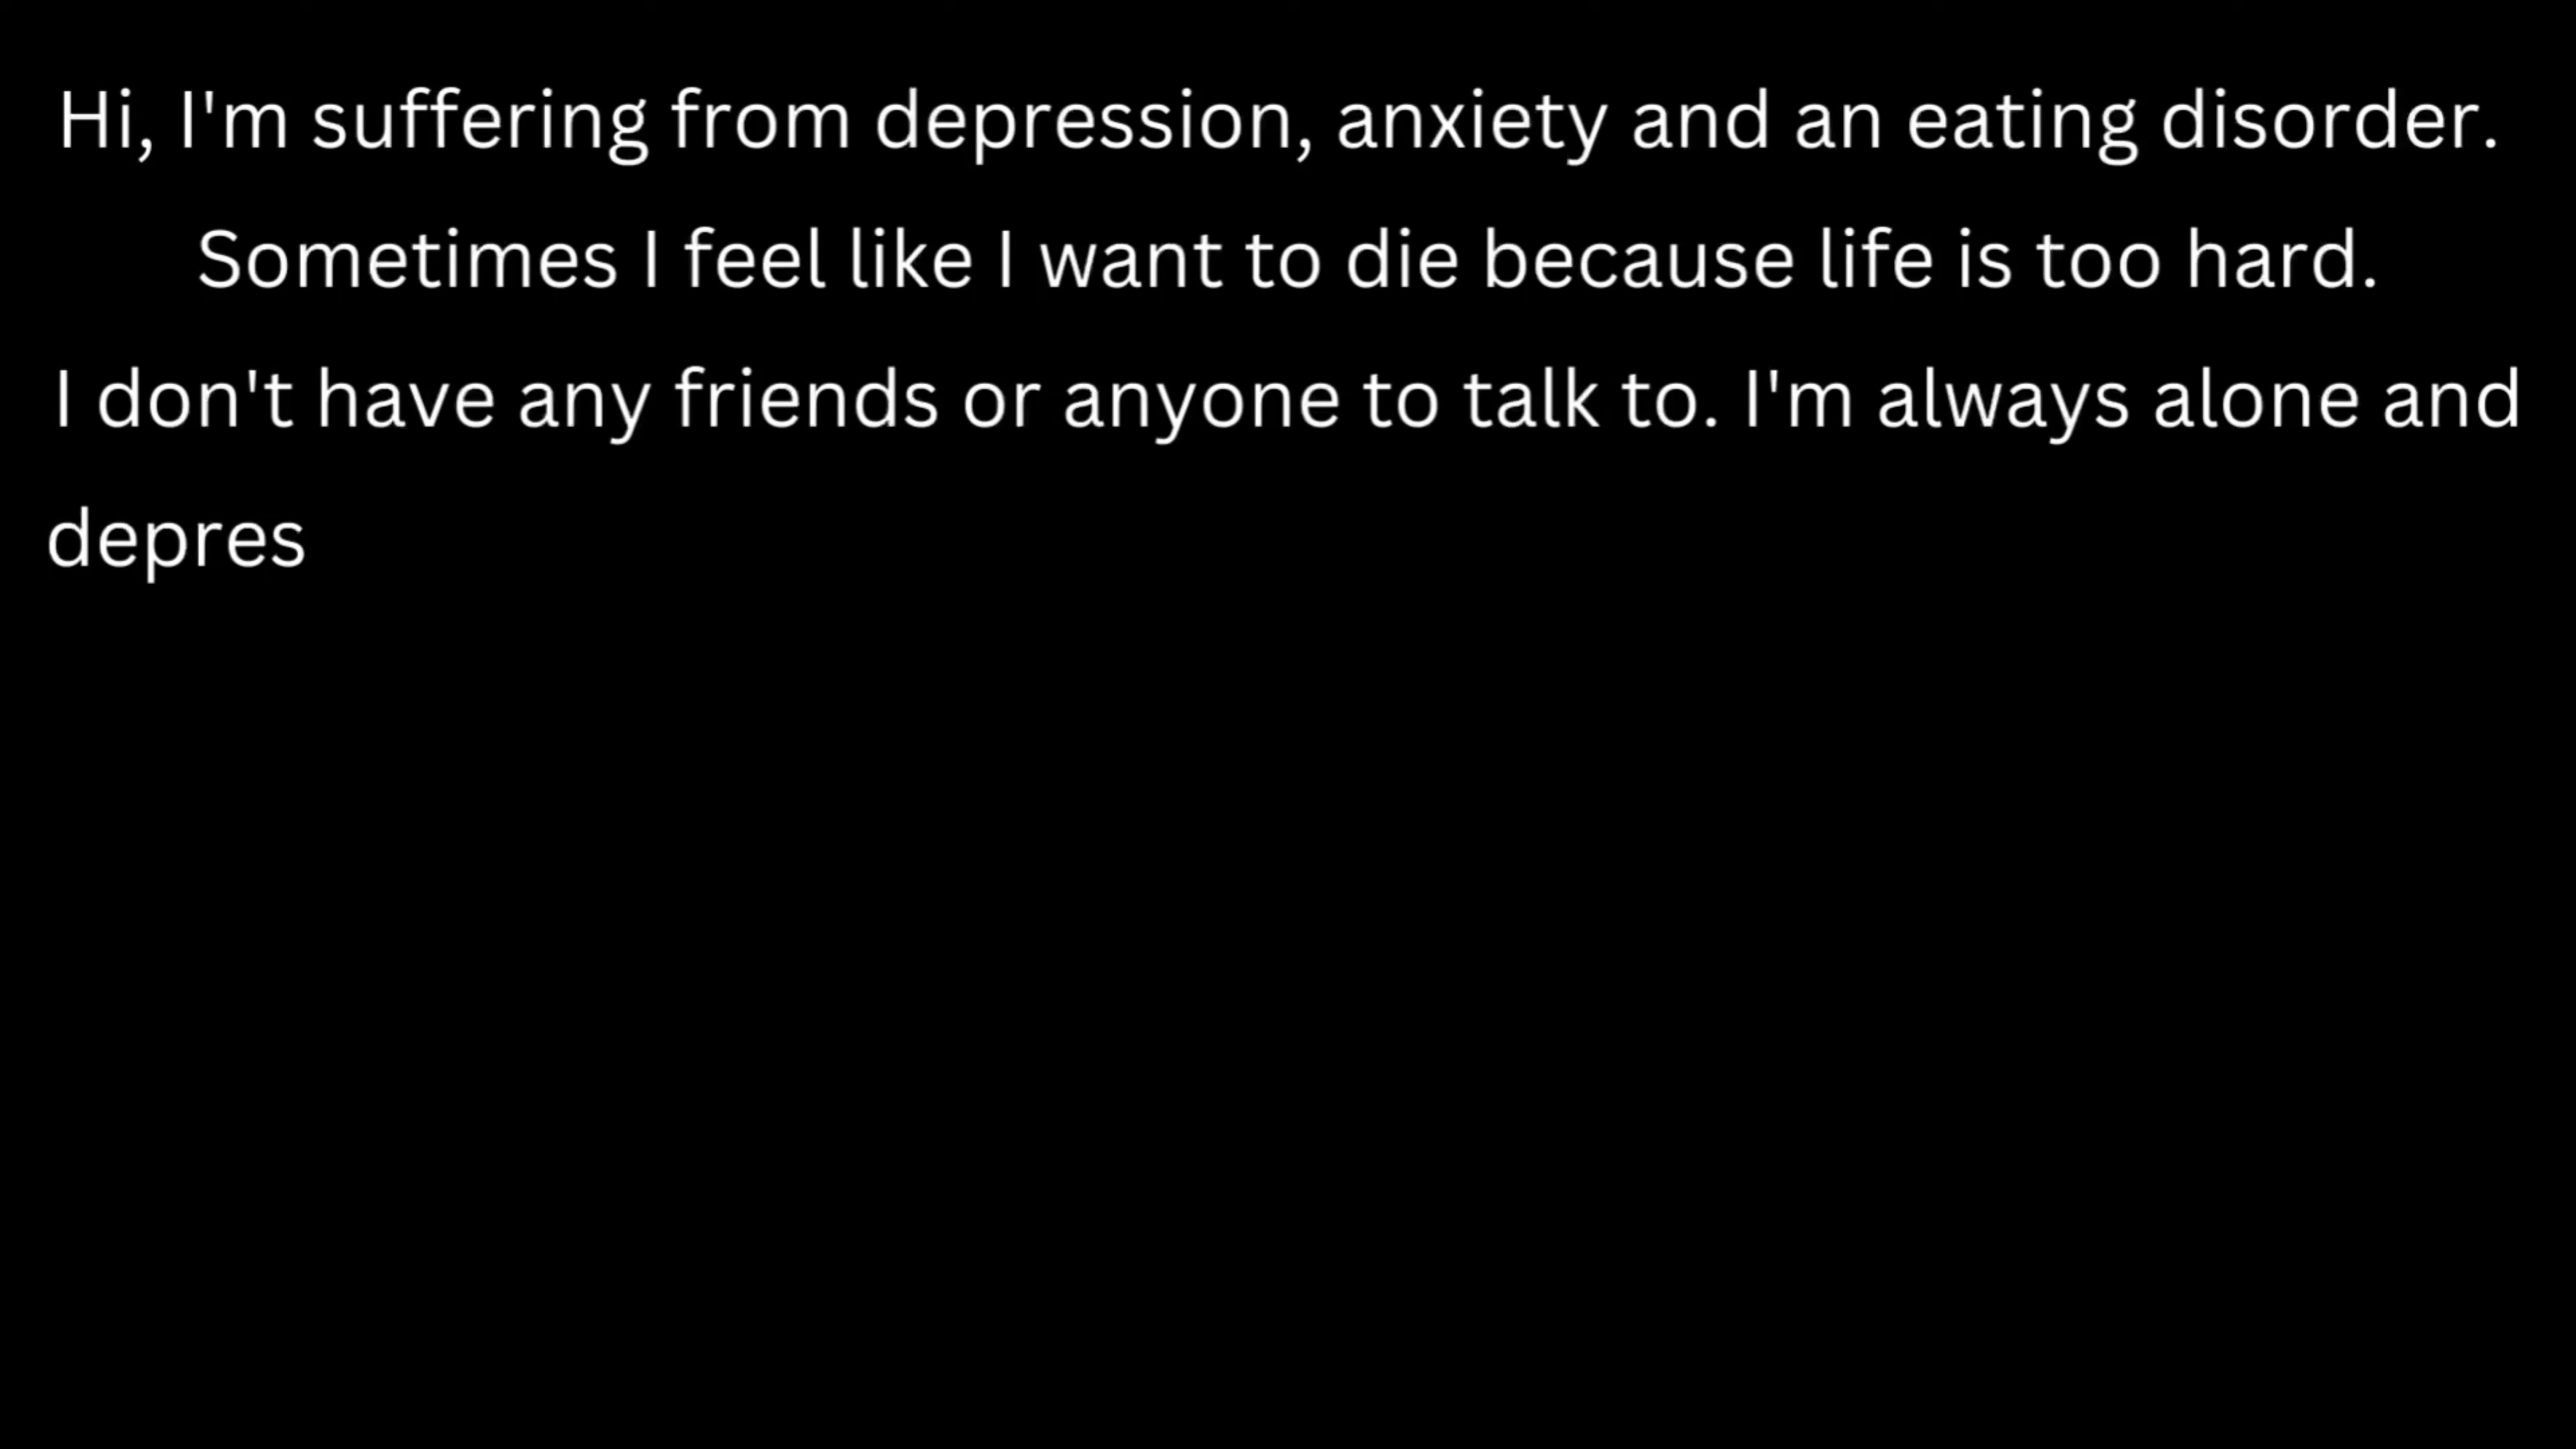 Hi, I'm suffering from depression, anxiety and an eating disorder.
Sometimes I feel like I want to die because life is too hard.
I don't have any friends or anyone to talk to. I'm always alone and
depres